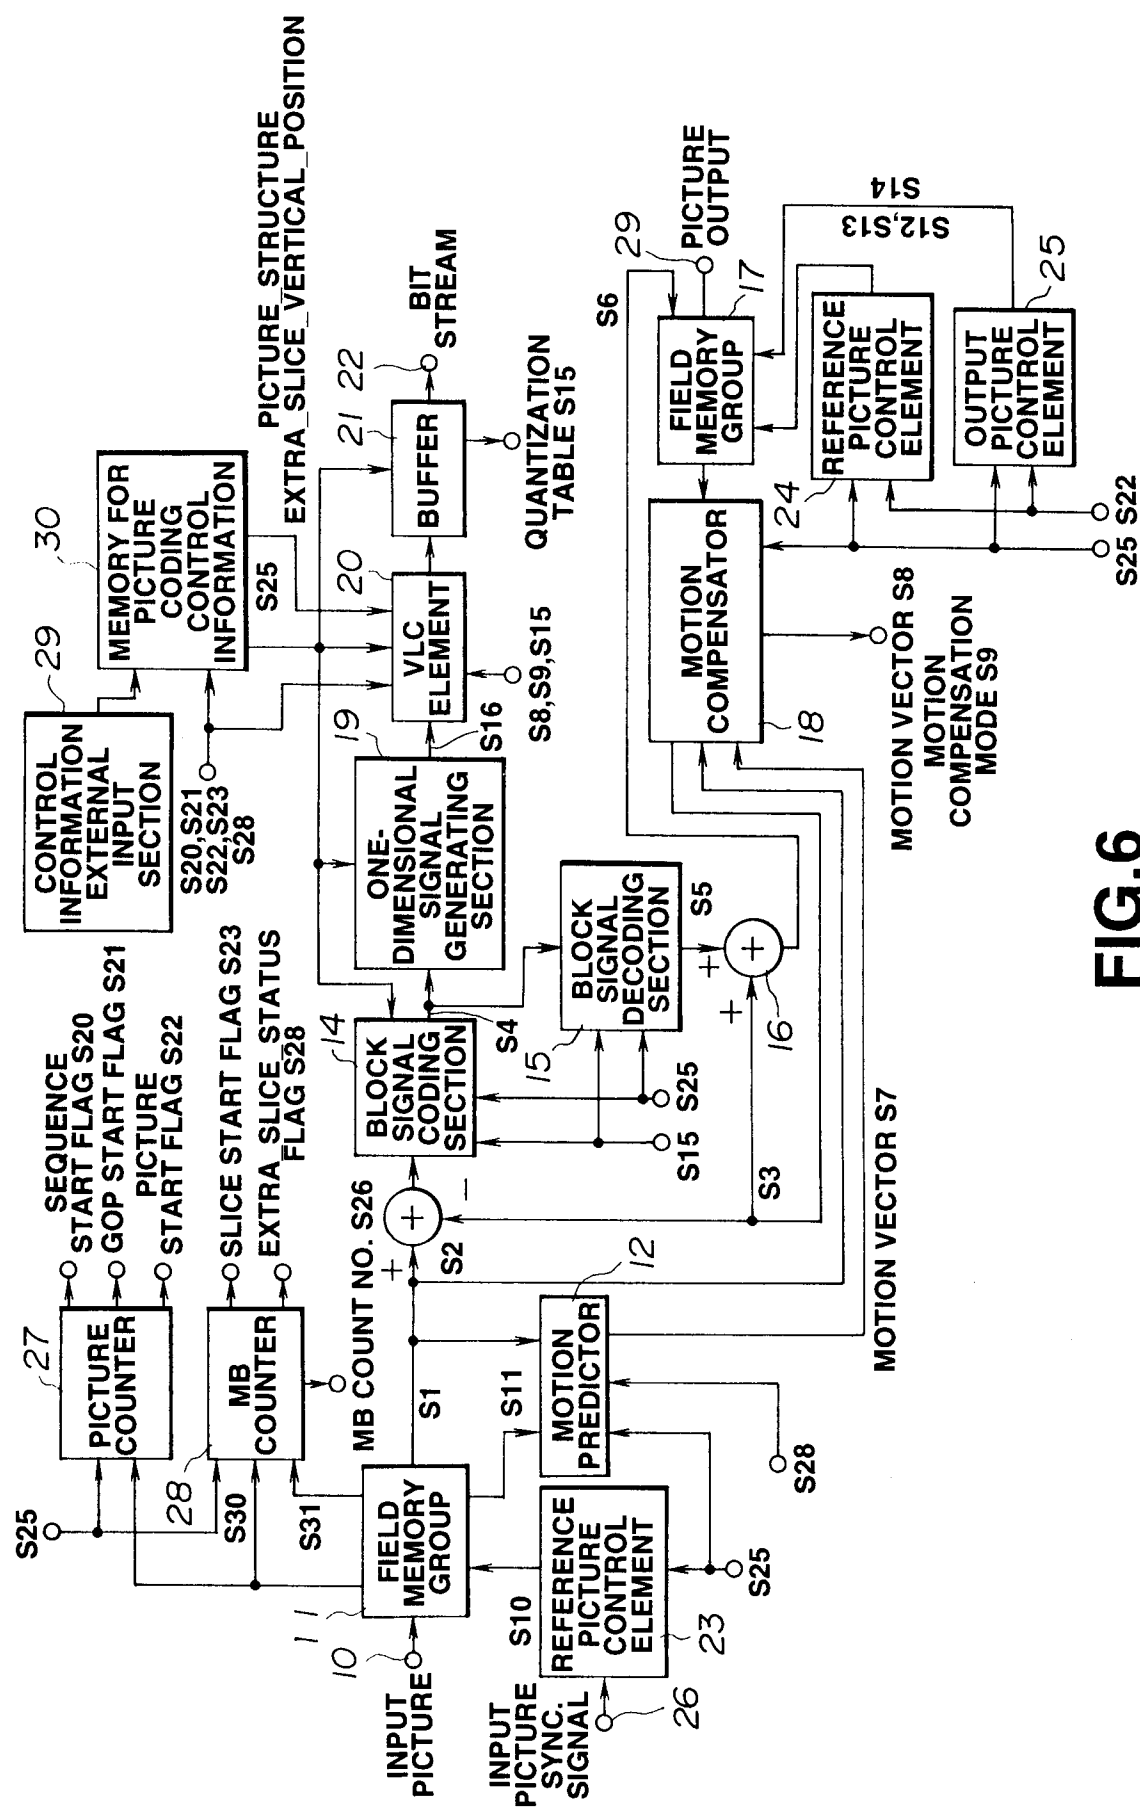 CONTROL
INFORMATION
EXTERNAL
INPUT
SECTION
29
MEMORY FOR
PICTURE
CODING
CONTROL
INFORMATION
30
S20,S21
S22,S23
S28
S25
PICTURE_STRUCTURE
EXTRA_SLICE_VERTICAL_POSITION
S25
PICTURE
COUNTER
27
SEQUENCE
START FLAG S20
GOP START FLAG S21
PICTURE
START FLAG S22
MB
COUNTER
28
SLICE START FLAG S23
EXTRA_SLICE_STATUS
FLAG S28
MB COUNT NO. S26
S30
S31
INPUT
PICTURE
10
FIELD
MEMORY
GROUP
11
S1
+
S2
+
−
BLOCK
SIGNAL
CODING
SECTION
14
S4
ONE-
DIMENSIONAL
SIGNAL
GENERATING
SECTION
19
S16
VLC
ELEMENT
20
S8,S9,S15
BUFFER
21
22
BIT
STREAM
QUANTIZATION
TABLE S15
S15
S25
BLOCK
SIGNAL
DECODING
SECTION
15
S5
+
+
+
16
S3
S6
INPUT
PICTURE
SYNC.
SIGNAL
26
REFERENCE
PICTURE
CONTROL
ELEMENT
23
S10
S25
S11
MOTION
PREDICTOR
12
S28
MOTION VECTOR S7
MOTION
COMPENSATOR
18
MOTION VECTOR S8
MOTION
COMPENSATION
MODE S9
FIELD
MEMORY
GROUP
17
29
PICTURE
OUTPUT
REFERENCE
PICTURE
CONTROL
ELEMENT
24
S12,S13
S14
OUTPUT
PICTURE
CONTROL
ELEMENT
25
S25
S22
FIG.6